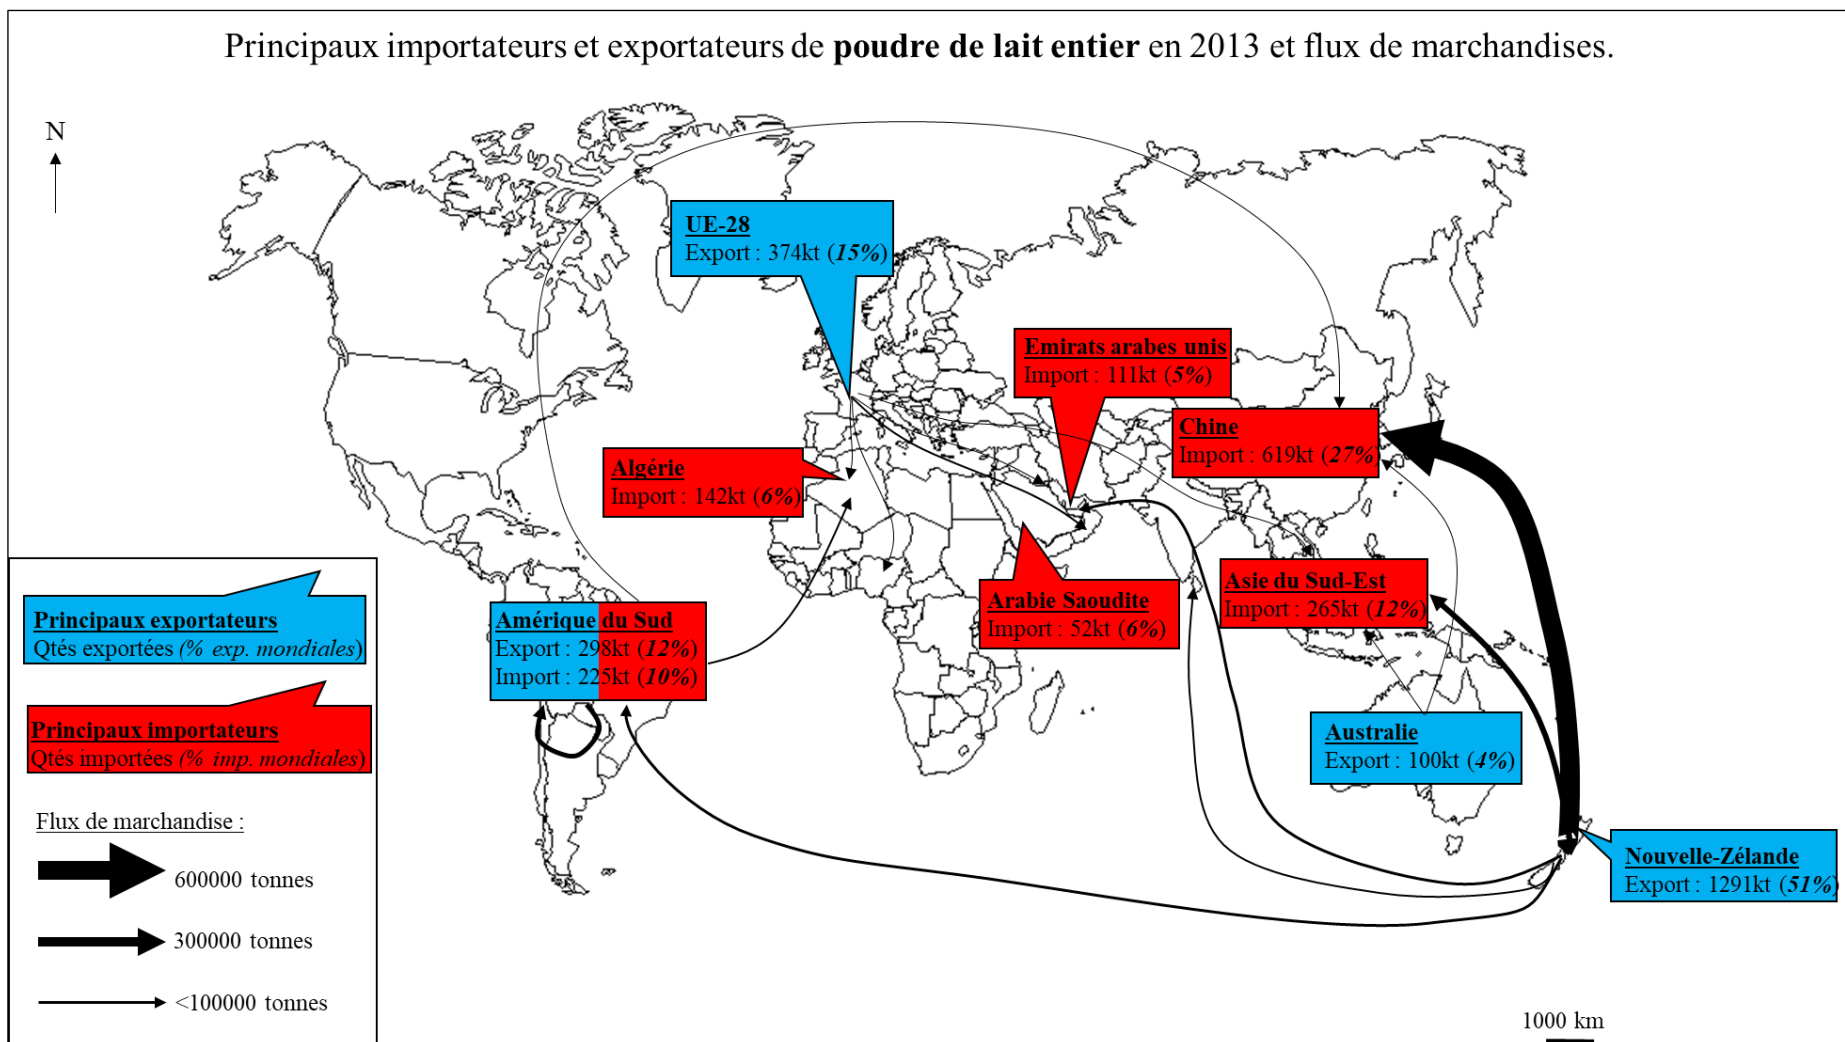 Principaux importateurs et exportateurs de poudre de lait entier en 2013 et flux de marchandises.
N
UE-28
Export : 374kt (15%)
Emirats arabes unis
Import : 111kt (5%)
Chine
Import : 619kt (27%)
Algérie
Import : 142kt (6%)
Asie du Sud-Est
Import : 265kt (12%)
Arabie Saoudite
Import : 52kt (6%)
Amérique du Sud
Export : 298kt (12%)
Import : 225kt (10%)
Australie
Export : 100kt (4%)
Nouvelle-Zélande
Export : 1291kt (51%)
Principaux exportateurs
Qtés exportées (% exp. mondiales)
Principaux importateurs
Qtés importées (% imp. mondiales)
Flux de marchandise :
600000 tonnes
300000 tonnes
<100000 tonnes
1000 km